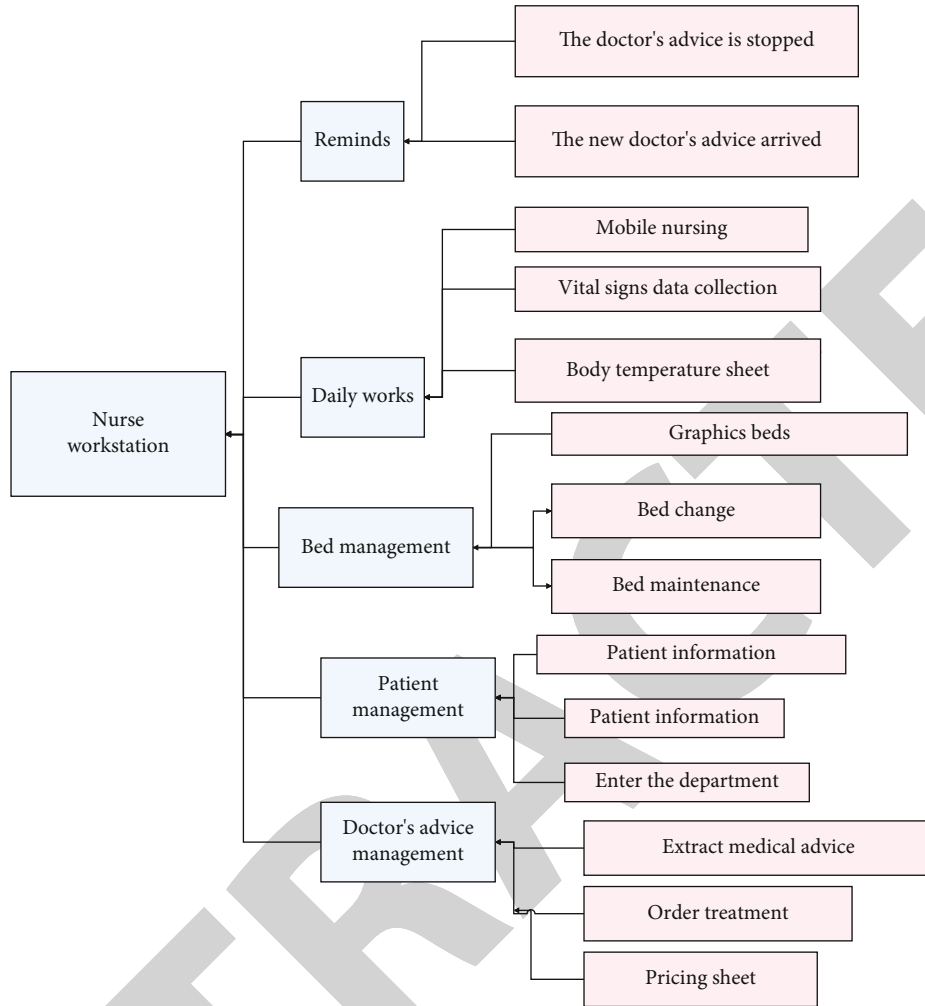 The doctor's advice is stopped
Reminds
The new doctor's advice arrived
Mobile nursing
Vital signs data collection
Daily works
Body temperature sheet
Nurse
workstation
Graphics beds
Bed change
Bed management
Bed maintenance
Patient information
Patient
management
Patient information
Enter the department
Doctor's advice
management
Extract medical advice
Order treatment
Pricing sheet